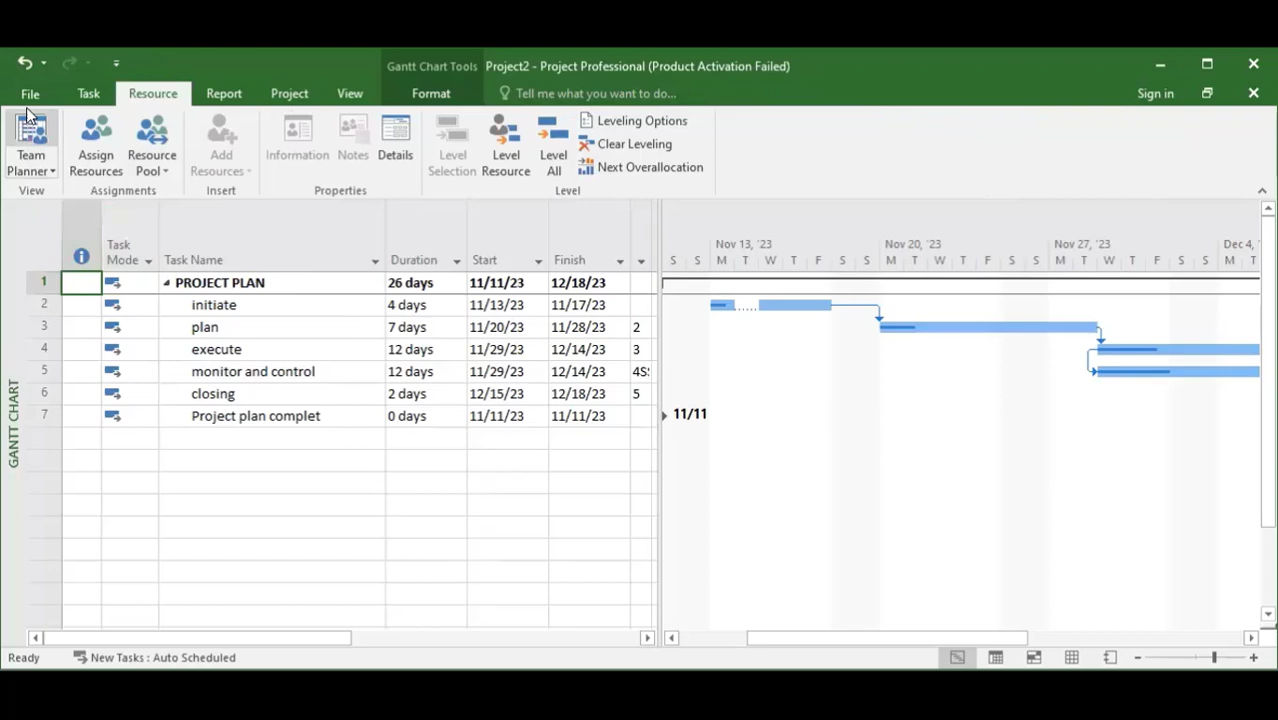 Gantt Chart Tools Project2 - Project Professional (Product Activation Failed)
File Task Resource Report Project View Format Tell me what you want to do... Sign in
Team Planner Assign Resources Resource Pool Add Resources Information Notes Details Level Selection Level Resource Level All Leveling Options
Clear Leveling
Next Overallocation
View Assignments Insert Properties Level
Task Mode Task Name Duration Start Finish
Nov 13, '23 Nov 20, '23 Nov 27, '23 Dec 4, '
S S M T W T F S S M T W T F S S M T W T F S S M T
1 PROJECT PLAN 26 days 11/11/23 12/18/23
2 initiate 4 days 11/13/23 11/17/23
3 plan 7 days 11/20/23 11/28/23 2
4 execute 12 days 11/29/23 12/14/23 3
5 monitor and control 12 days 11/29/23 12/14/23 4S
6 closing 2 days 12/15/23 12/18/23 5
7 Project plan complet 0 days 11/11/23 11/11/23 11/11
GANTT CHART
Ready New Tasks : Auto Scheduled